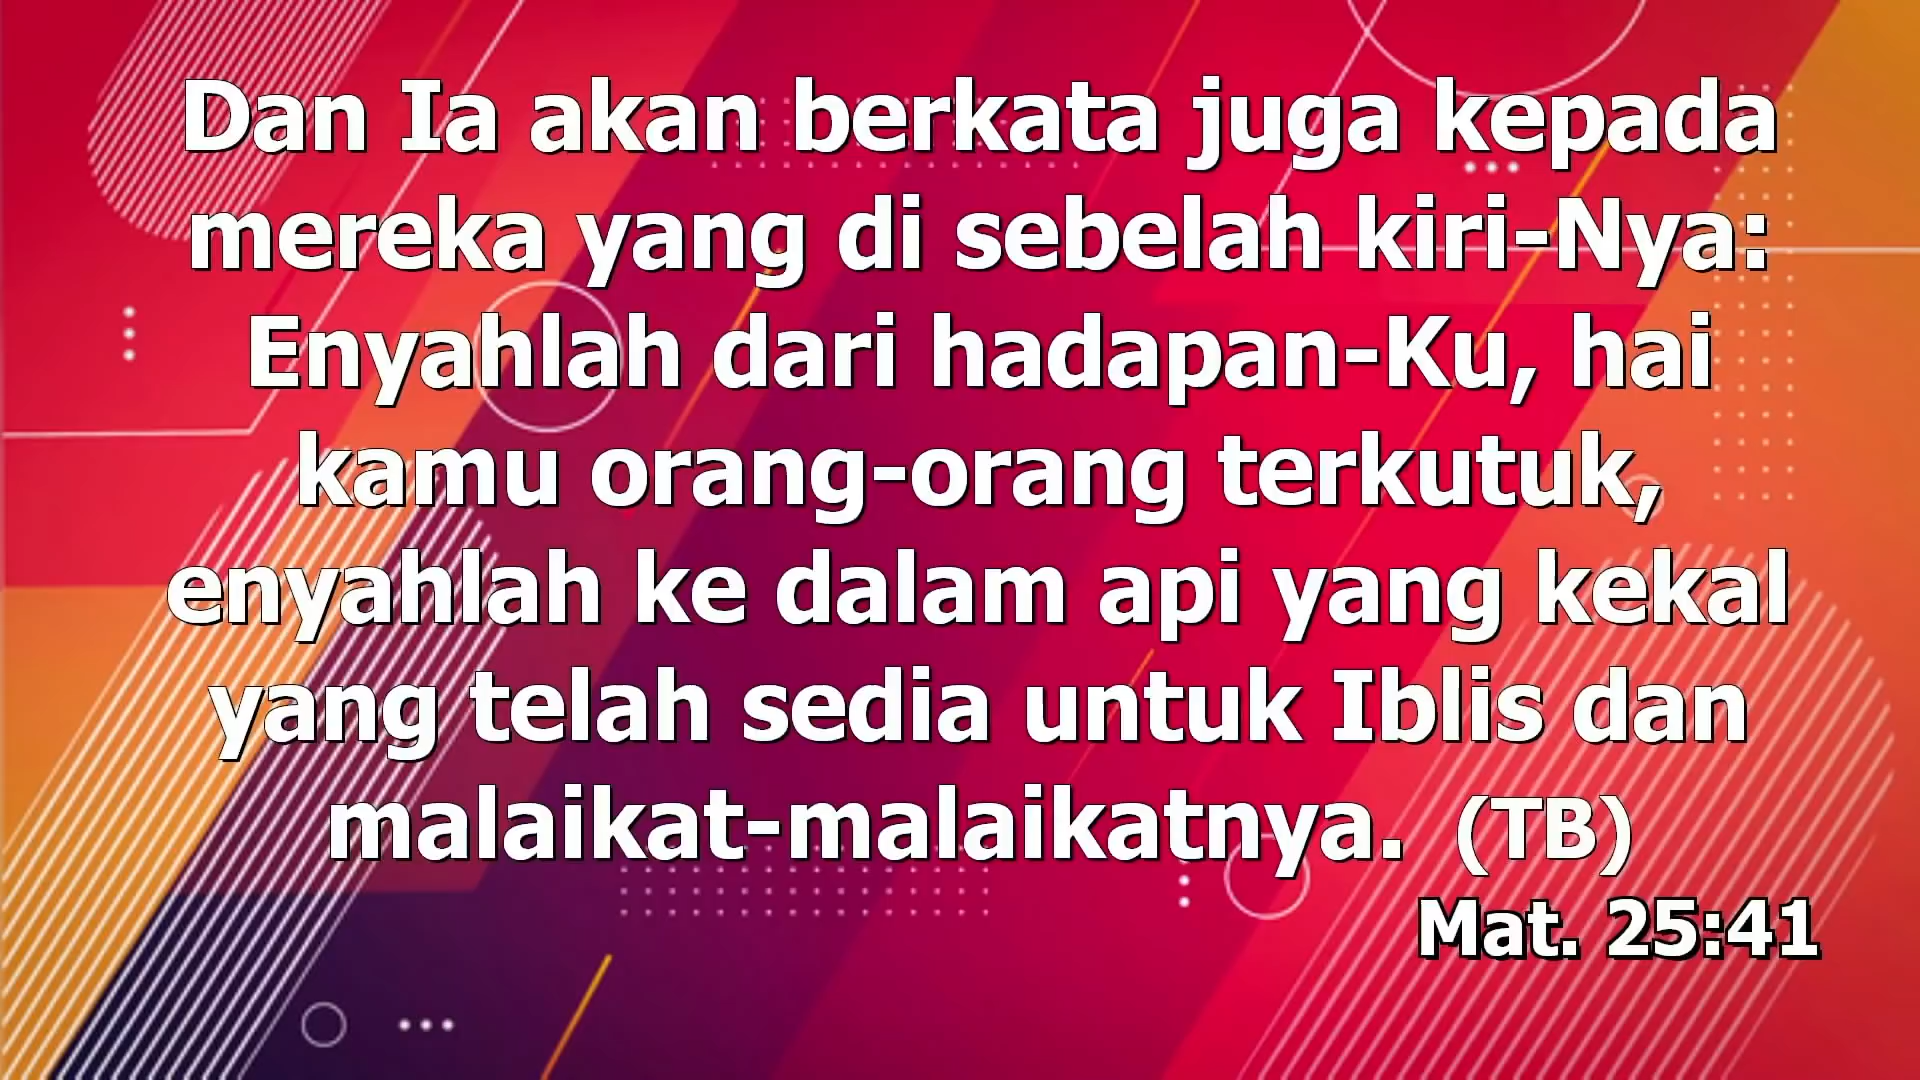 Dan Ia akan berkata juga kepada
mereka yang di sebelah kiri-Nya:
Enyahlah dari hadapan-Ku, hai
kamu orang-orang terkutuk,
enyahlah ke dalam api yang kekal
yang telah sedia untuk Iblis dan
malaikat-malaikatnya. (TB)
Mat. 25:41